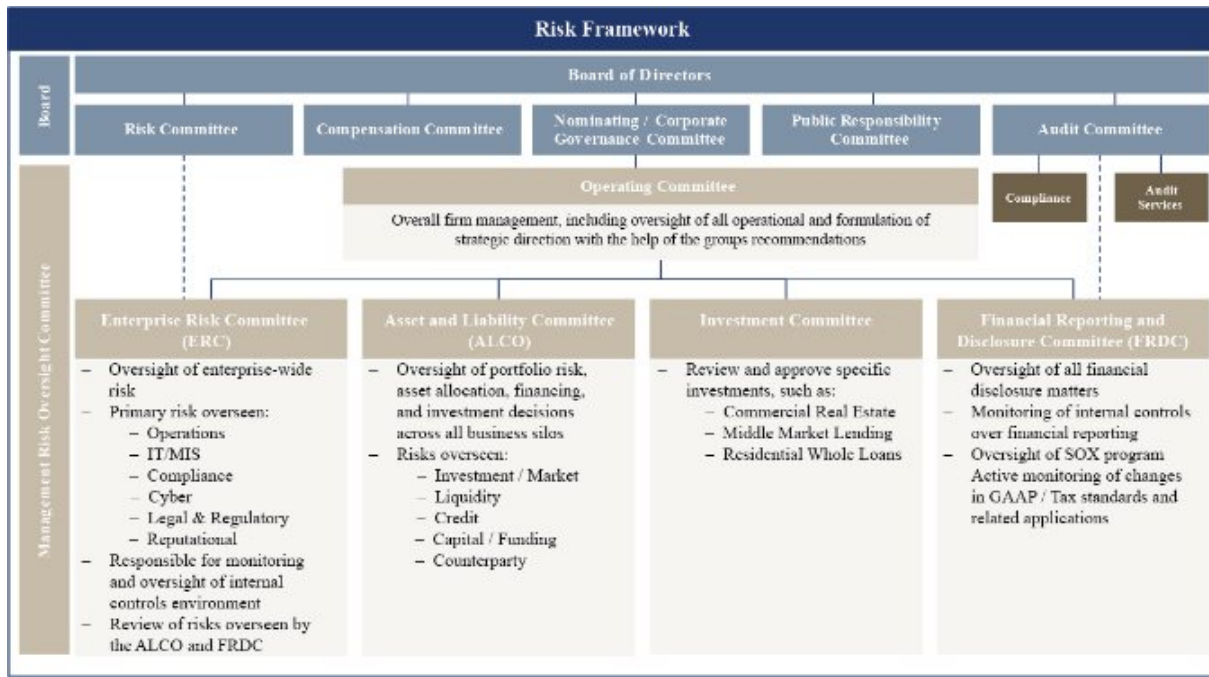 Risk Framework
Board
Board of Directors
Risk Committee
Compensation Committee
Nominating / Corporate
Governance Committee
Public Responsibility
Committee
Audit Committee
Management Risk Oversight Committee
Operating Committee
Overall firm management, including oversight of all operational and formulation of
strategic direction with the help of the groups recommendations
Compliance
Audit
Services
Enterprise Risk Committee
(ERC)
– Oversight of enterprise-wide
risk
– Primary risk overseen:
– Operations
– IT/MIS
– Compliance
– Cyber
– Legal & Regulatory
– Reputational
– Responsible for monitoring
and oversight of internal
controls environment
– Review of risks overseen by
the ALCO and FRDC
Asset and Liability Committee
(ALCO)
– Oversight of portfolio risk,
asset allocation, financing,
and investment decisions
across all business silos
– Risks overseen:
– Investment / Market
– Liquidity
– Credit
– Capital / Funding
– Counterparty
Investment Committee
– Review and approve specific
investments, such as:
– Commercial Real Estate
– Middle Market Lending
– Residential Whole Loans
Financial Reporting and
Disclosure Committee (FRDC)
– Oversight of all financial
disclosure matters
– Monitoring of internal controls
over financial reporting
– Oversight of SOX program
Active monitoring of changes
in GAAP / Tax standards and
related applications